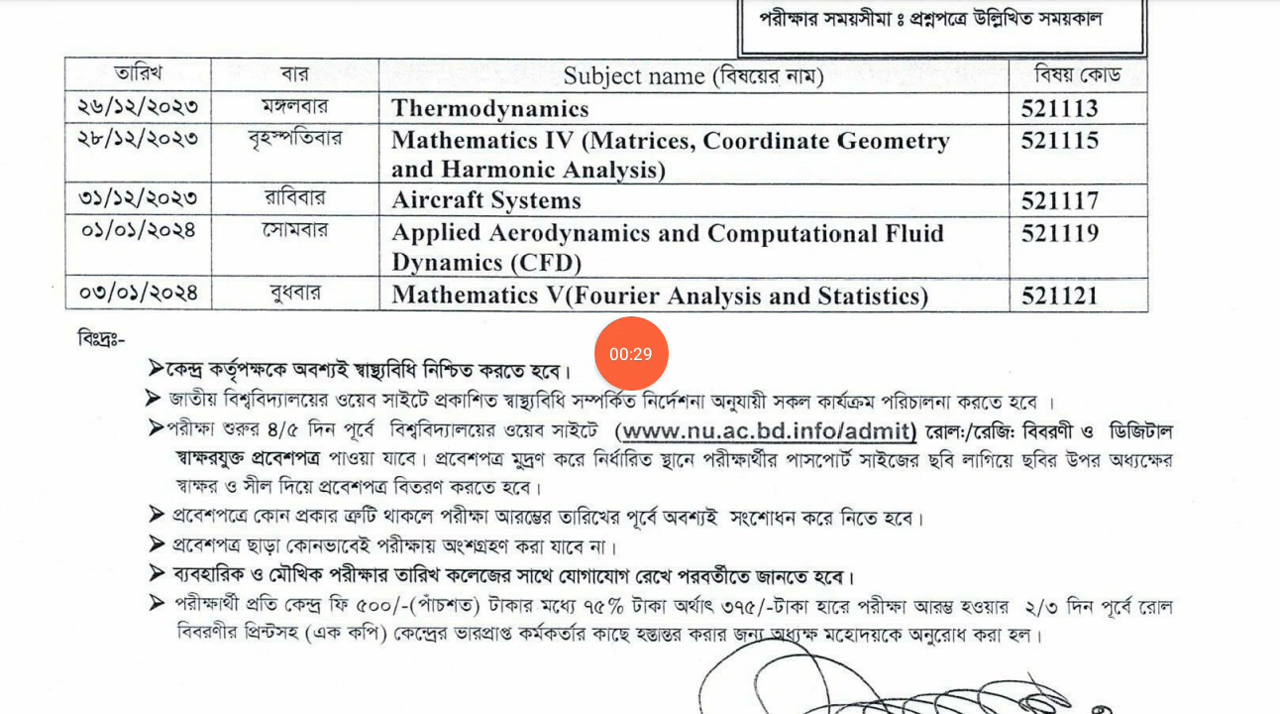 পরীক্ষার সময়সীমা ঃ প্রশ্নপত্রে উল্লিখিত সময়কাল
তারিখ বার Subject name (বিষয়ের নাম) বিষয় কোড
২৬/১২/২০২৩ মঙ্গলবার Thermodynamics 521113
২৮/১২/২০২৩ বৃহস্পতিবার Mathematics IV (Matrices, Coordinate Geometry 521115
and Harmonic Analysis)
৩১/১২/২০২৩ রাবিবার Aircraft Systems 521117
০১/০১/২০২৪ সোমবার Applied Aerodynamics and Computational Fluid 521119
Dynamics (CFD)
০৩/০১/২০২৪ বুধবার Mathematics V(Fourier Analysis and Statistics) 521121
বিঃদ্রঃ-
➢কেন্দ্র কর্তৃপক্ষকে অবশ্যই স্বাস্থ্যবিধি নিশ্চিত করতে হবে।
00:29
➢ জাতীয় বিশ্ববিদ্যালয়ের ওয়েব সাইটে প্রকাশিত স্বাস্থ্যবিধি সম্পর্কিত নির্দেশনা অনুযায়ী সকল কার্যক্রম পরিচালনা করতে হবে ।
➢পরীক্ষা শুরুর ৪/৫ দিন পূর্বে বিশ্ববিদ্যালয়ের ওয়েব সাইটে (www.nu.ac.bd.info/admit) রোল:/রেজি: বিবরণী ও ডিজিটাল
স্বাক্ষরযুক্ত প্রবেশপত্র পাওয়া যাবে। প্রবেশপত্র মুদ্রণ করে নির্ধারিত স্থানে পরীক্ষার্থীর পাসপোর্ট সাইজের ছবি লাগিয়ে ছবির উপর অধ্যক্ষের
স্বাক্ষর ও সীল দিয়ে প্রবেশপত্র বিতরণ করতে হবে।
➢ প্রবেশপত্রে কোন প্রকার ত্রুটি থাকলে পরীক্ষা আরম্ভের তারিখের পূর্বে অবশ্যই সংশোধন করে নিতে হবে।
➢ প্রবেশপত্র ছাড়া কোনভাবেই পরীক্ষায় অংশগ্রহণ করা যাবে না।
➢ ব্যবহারিক ও মৌখিক পরীক্ষার তারিখ কলেজের সাথে যোগাযোগ রেখে পরবর্তীতে জানতে হবে।
➢ পরীক্ষার্থী প্রতি কেন্দ্র ফি ৫০০/-(পাঁচশত) টাকার মধ্যে ৭৫% টাকা অর্থাৎ ৩৭৫/-টাকা হারে পরীক্ষা আরম্ভ হওয়ার ২/৩ দিন পূর্বে রোল
বিবরণীর প্রিন্টসহ (এক কপি) কেন্দ্রের ভারপ্রাপ্ত কর্মকর্তার কাছে হস্তান্তর করার জন্য অধ্যক্ষ মহোদয়কে অনুরোধ করা হল।